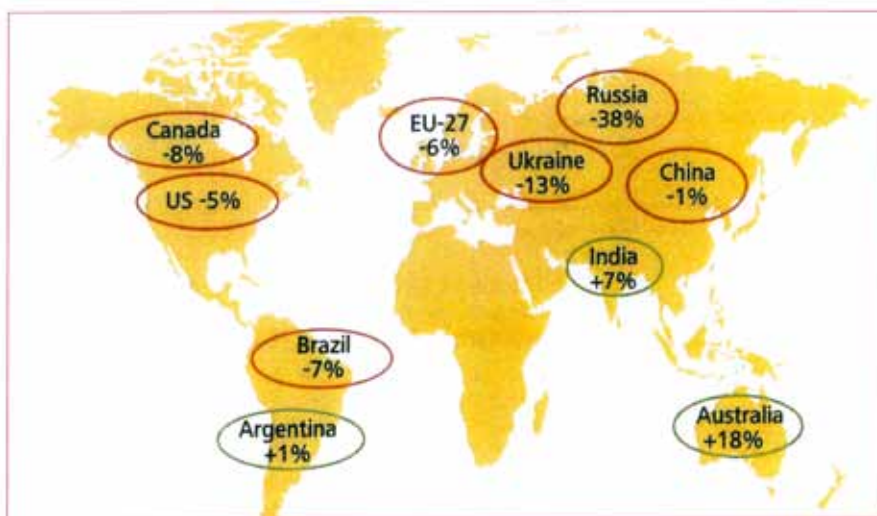 Canada
-8%
US -5%
EU-27
-6%
Russia
-38%
Ukraine
-13%
China
-1%
India
+7%
Brazil
-7%
Argentina
+1%
Australia
+18%